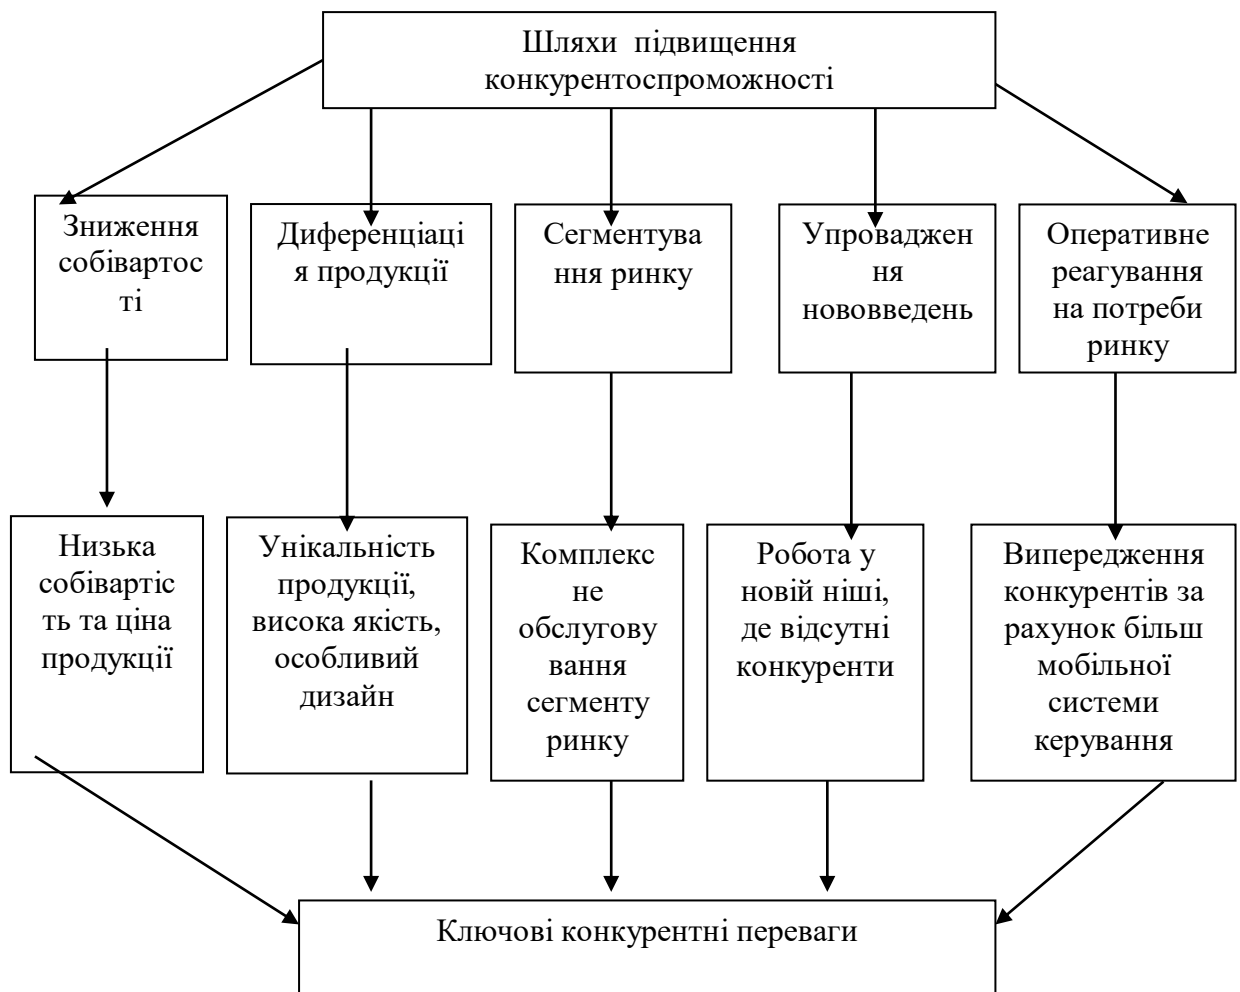 Шляхи підвищення
конкурентоспроможності
Зниження
собівартос
ті
Диференціаці
я продукції
Сегментува
ння ринку
Упроваджен
ня
нововведень
Оперативне
реагування
на потреби
ринку
Низька
собівартіс
ть та ціна
продукції
Унікальність
продукції,
висока якість,
особливий
дизайн
Комплекс
не
обслугову
вання
сегменту
ринку
Робота у
новій ніші,
де відсутні
конкуренти
Випередження
конкурентів за
рахунок більш
мобільної
системи
керування
Ключові конкурентні переваги